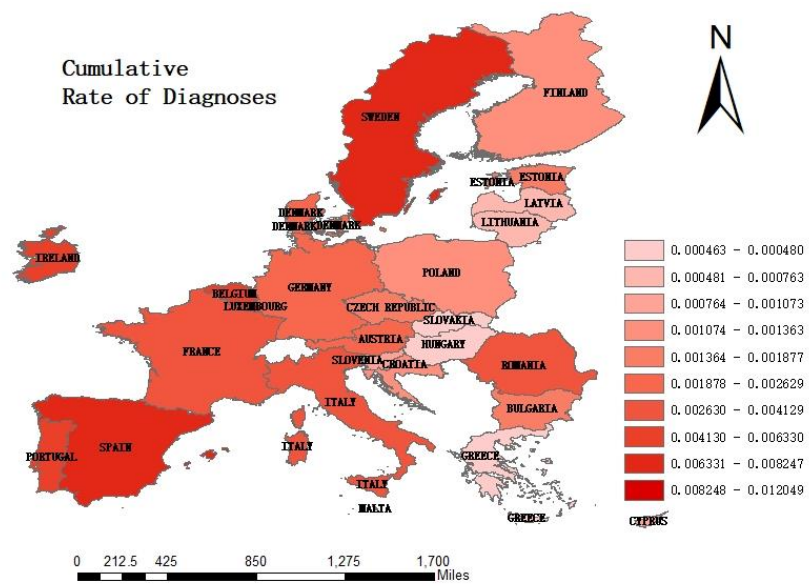 Cumulative
Rate of Diagnoses
N
FINLAND
SWEDEN
ESTONIA
ESTONIA
LATVIA
LITHUANIA
DENMARK
DENMARK
DENMARK
IRELAND
POLAND
GERMANY
BELGIUM
LUXEMBOURG
CZECH REPUBLIC
SLOVAKIA
AUSTRIA
HUNGARY
FRANCE
SLOVENIA
CROATIA
ROMANIA
ITALY
BULGARIA
SPAIN
PORTUGAL
ITALY
GREECE
ITALY
MALTA
GREECE
CYPRUS
0.000463 - 0.000480
0.000481 - 0.000763
0.000764 - 0.001073
0.001074 - 0.001363
0.001364 - 0.001877
0.001878 - 0.002629
0.002630 - 0.004129
0.004130 - 0.006330
0.006331 - 0.008247
0.008248 - 0.012049
0 212.5 425 850 1,275 1,700
Miles